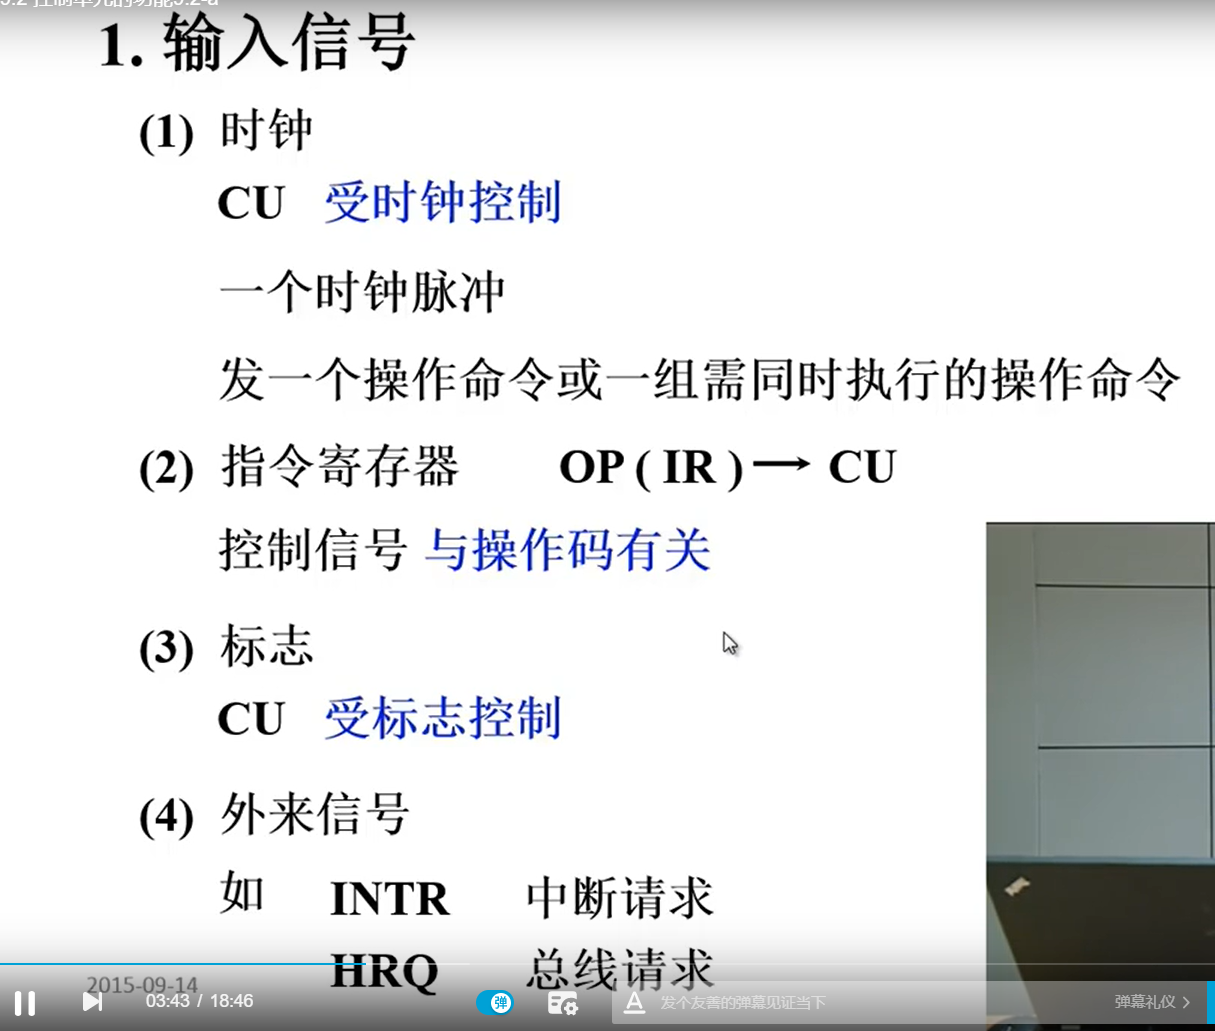 1. 输入信号
(1) 时钟
CU 受时钟控制
一个时钟脉冲
发一个操作命令或一组需同时执行的操作命令
(2) 指令寄存器 OP ( IR ) → CU
控制信号 与操作码有关
(3) 标志
CU 受标志控制
(4) 外来信号
如 INTR 中断请求
HRQ 总线请求
2015-09-14
03:43 / 18:46
弹
发个友善的弹幕见证当下
弹幕礼仪 >